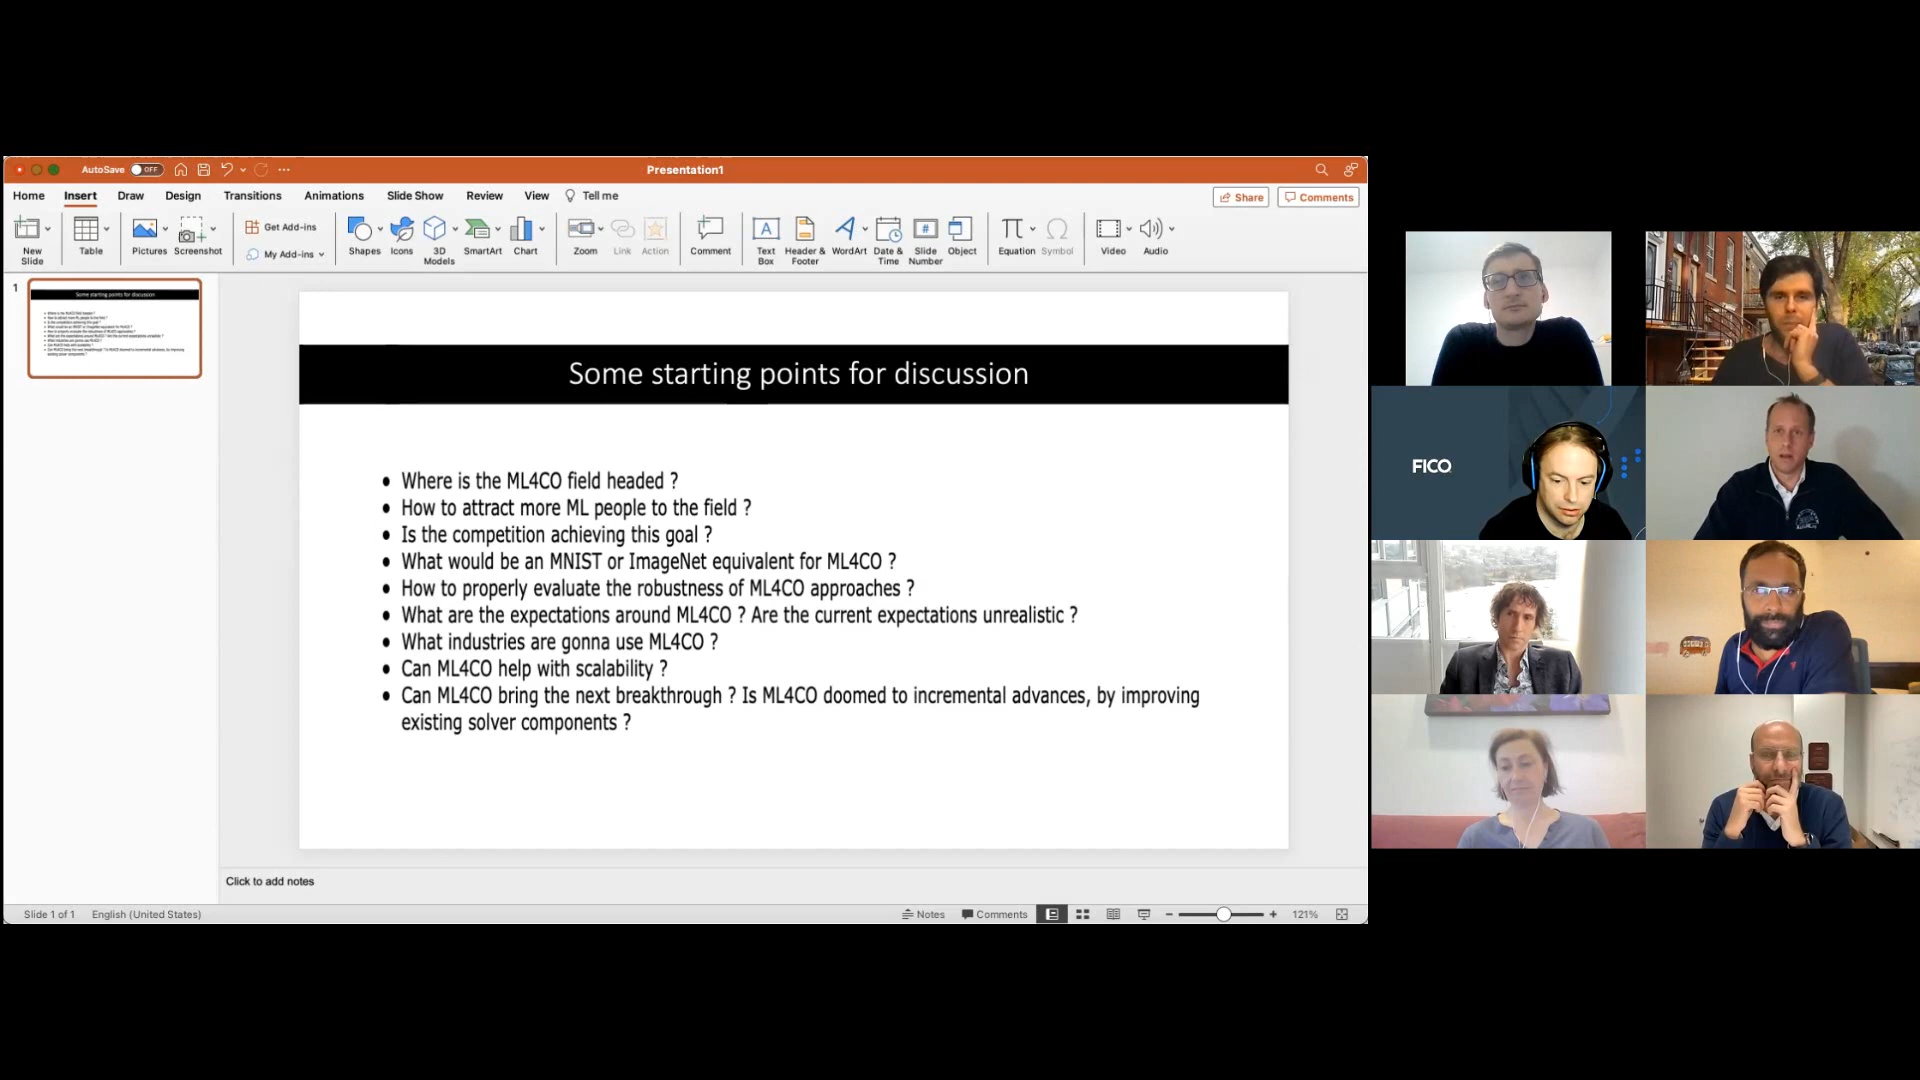 AutoSave OFF
Presentation1
Home Insert Draw Design Transitions Animations Slide Show Review View Tell me
Share Comments
New Slide
Table
Pictures
Screenshot
Get Add-ins
My Add-ins
Shapes
Icons
3D Models
SmartArt
Chart
Zoom
Link
Action
Comment
Text Box
Header & Footer
WordArt
Date & Time
Slide Number
Object
Equation
Symbol
Video
Audio
1
Some starting points for discussion
• Where is the ML4CO field headed ?
• How to attract more ML people to the field ?
• Is the competition achieving this goal ?
• What would be an MNIST or ImageNet equivalent for ML4CO ?
• How to properly evaluate the robustness of ML4CO approaches ?
• What are the expectations around ML4CO ? Are the current expectations unrealistic ?
• What industries are gonna use ML4CO ?
• Can ML4CO help with scalability ?
• Can ML4CO bring the next breakthrough ? Is ML4CO doomed to incremental advances, by improving
existing solver components ?
Click to add notes
Slide 1 of 1 English (United States)
Notes Comments 121%
FICO